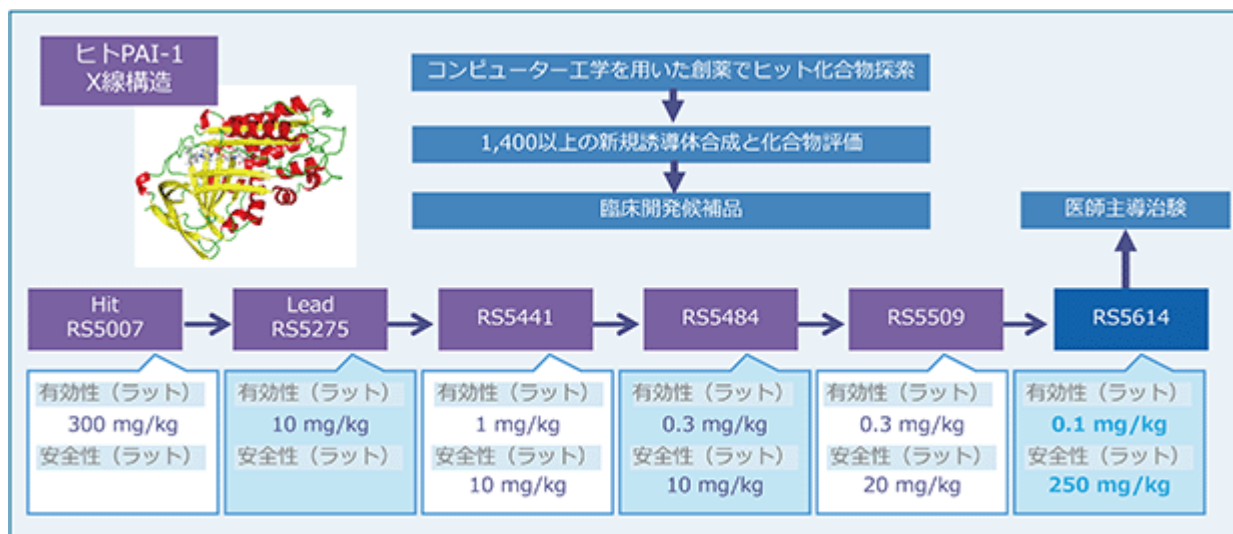 ヒトPAI-1
X線構造
コンピューター工学を用いた創薬でヒット化合物探索
1,400以上の新規誘導体合成と化合物評価
臨床開発候補品
医師主導治験
Hit
RS5007
Lead
RS5275
RS5441
RS5484
RS5509
RS5614
有効性（ラット）
300 mg/kg
安全性（ラット）
有効性（ラット）
10 mg/kg
安全性（ラット）
有効性（ラット）
1 mg/kg
安全性（ラット）
10 mg/kg
有効性（ラット）
0.3 mg/kg
安全性（ラット）
10 mg/kg
有効性（ラット）
0.3 mg/kg
安全性（ラット）
20 mg/kg
有効性（ラット）
0.1 mg/kg
安全性（ラット）
250 mg/kg